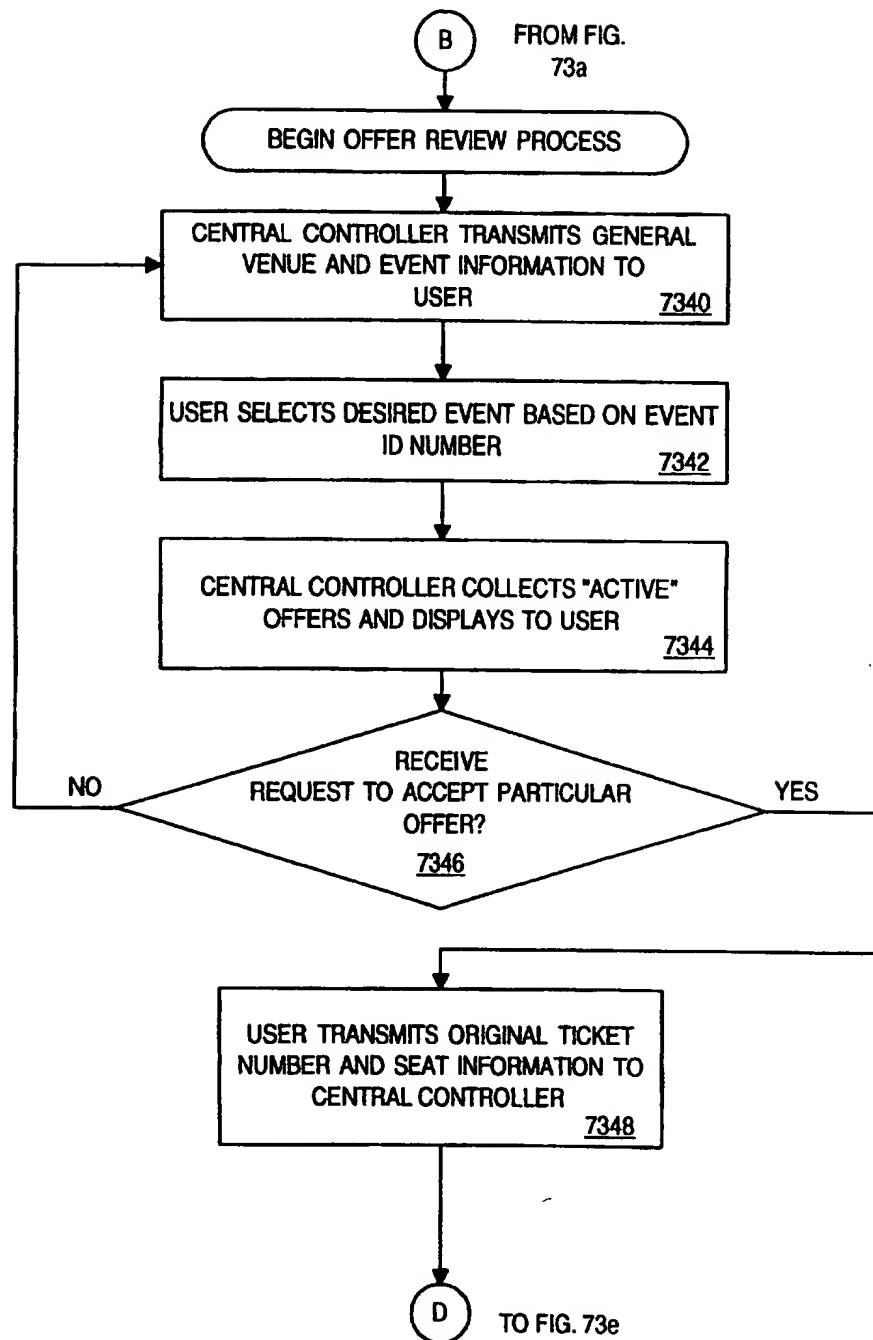 B
FROM FIG.
73a
BEGIN OFFER REVIEW PROCESS
CENTRAL CONTROLLER TRANSMITS GENERAL
VENUE AND EVENT INFORMATION TO
USER
7340
USER SELECTS DESIRED EVENT BASED ON EVENT
ID NUMBER
7342
CENTRAL CONTROLLER COLLECTS "ACTIVE"
OFFERS AND DISPLAYS TO USER
7344
NO
RECEIVE
REQUEST TO ACCEPT PARTICULAR
OFFER?
7346
YES
USER TRANSMITS ORIGINAL TICKET
NUMBER AND SEAT INFORMATION TO
CENTRAL CONTROLLER
7348
D
TO FIG. 73e